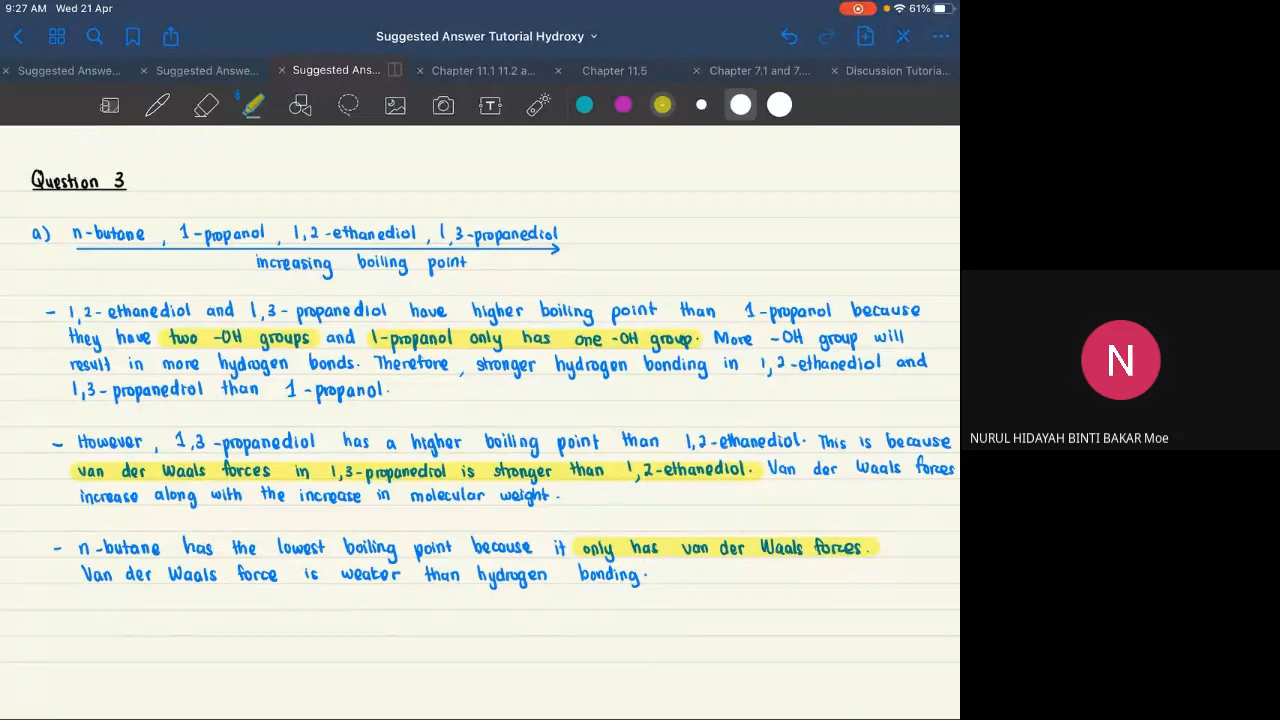 9:27 AM Wed 21 Apr
61%
Suggested Answer Tutorial Hydroxy
Suggested Answe... Suggested Answe... Suggested Ans... Chapter 11.1 11.2 a... Chapter 11.5 Chapter 7.1 and 7.... Discussion Tutoria...
Question 3
a) n-butane , 1-propanol , 1,2-ethanediol , 1,3-propanediol
increasing boiling point
- 1,2-ethanediol and 1,3-propanediol have higher boiling point than 1-propanol because
they have two -OH groups and 1-propanol only has one -OH group. More -OH group will
result in more hydrogen bonds. Therefore, stronger hydrogen bonding in 1,2-ethanediol and
1,3-propanediol than 1-propanol.
- However, 1,3-propanediol has a higher boiling point than 1,2-ethanediol. This is because
van der Waals forces in 1,3-propanediol is stronger than 1,2-ethanediol. Van der Waals forces
increase along with the increase in molecular weight.
- n-butane has the lowest boiling point because it only has van der Waals forces.
Van der Waals force is weaker than hydrogen bonding.
N
NURUL HIDAYAH BINTI BAKAR Moe